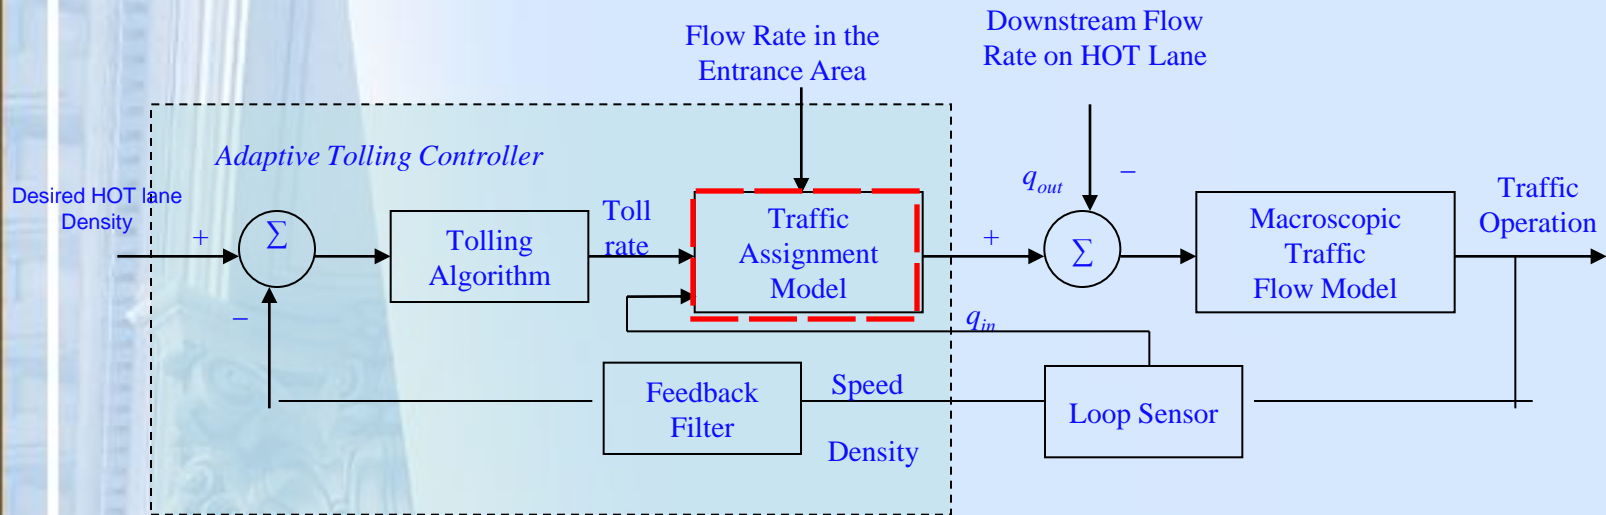 Downstream Flow
Rate on HOT Lane
Flow Rate in the
Entrance Area
Adaptive Tolling Controller
Desired HOT lane
Density
+
Σ
−
Tolling
Algorithm
Toll
rate
Traffic
Assignment
Model
+
q_out
−
Σ
Macroscopic
Traffic
Flow Model
Traffic
Operation
q_in
Feedback
Filter
Speed
Density
Loop Sensor